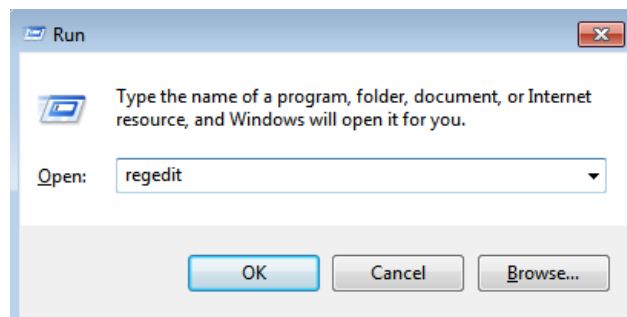 Run
Type the name of a program, folder, document, or Internet
resource, and Windows will open it for you.
Open: regedit
OK Cancel Browse...